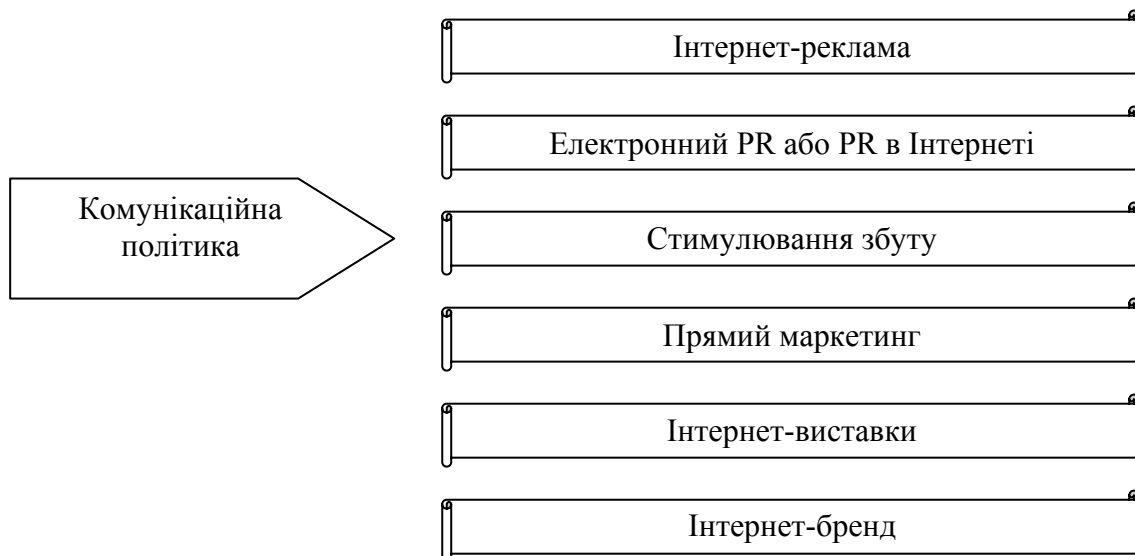 Інтернет-реклама
Електронний PR або PR в Інтернеті
Комунікаційна
політика
Стимулювання збуту
Прямий маркетинг
Інтернет-виставки
Інтернет-бренд